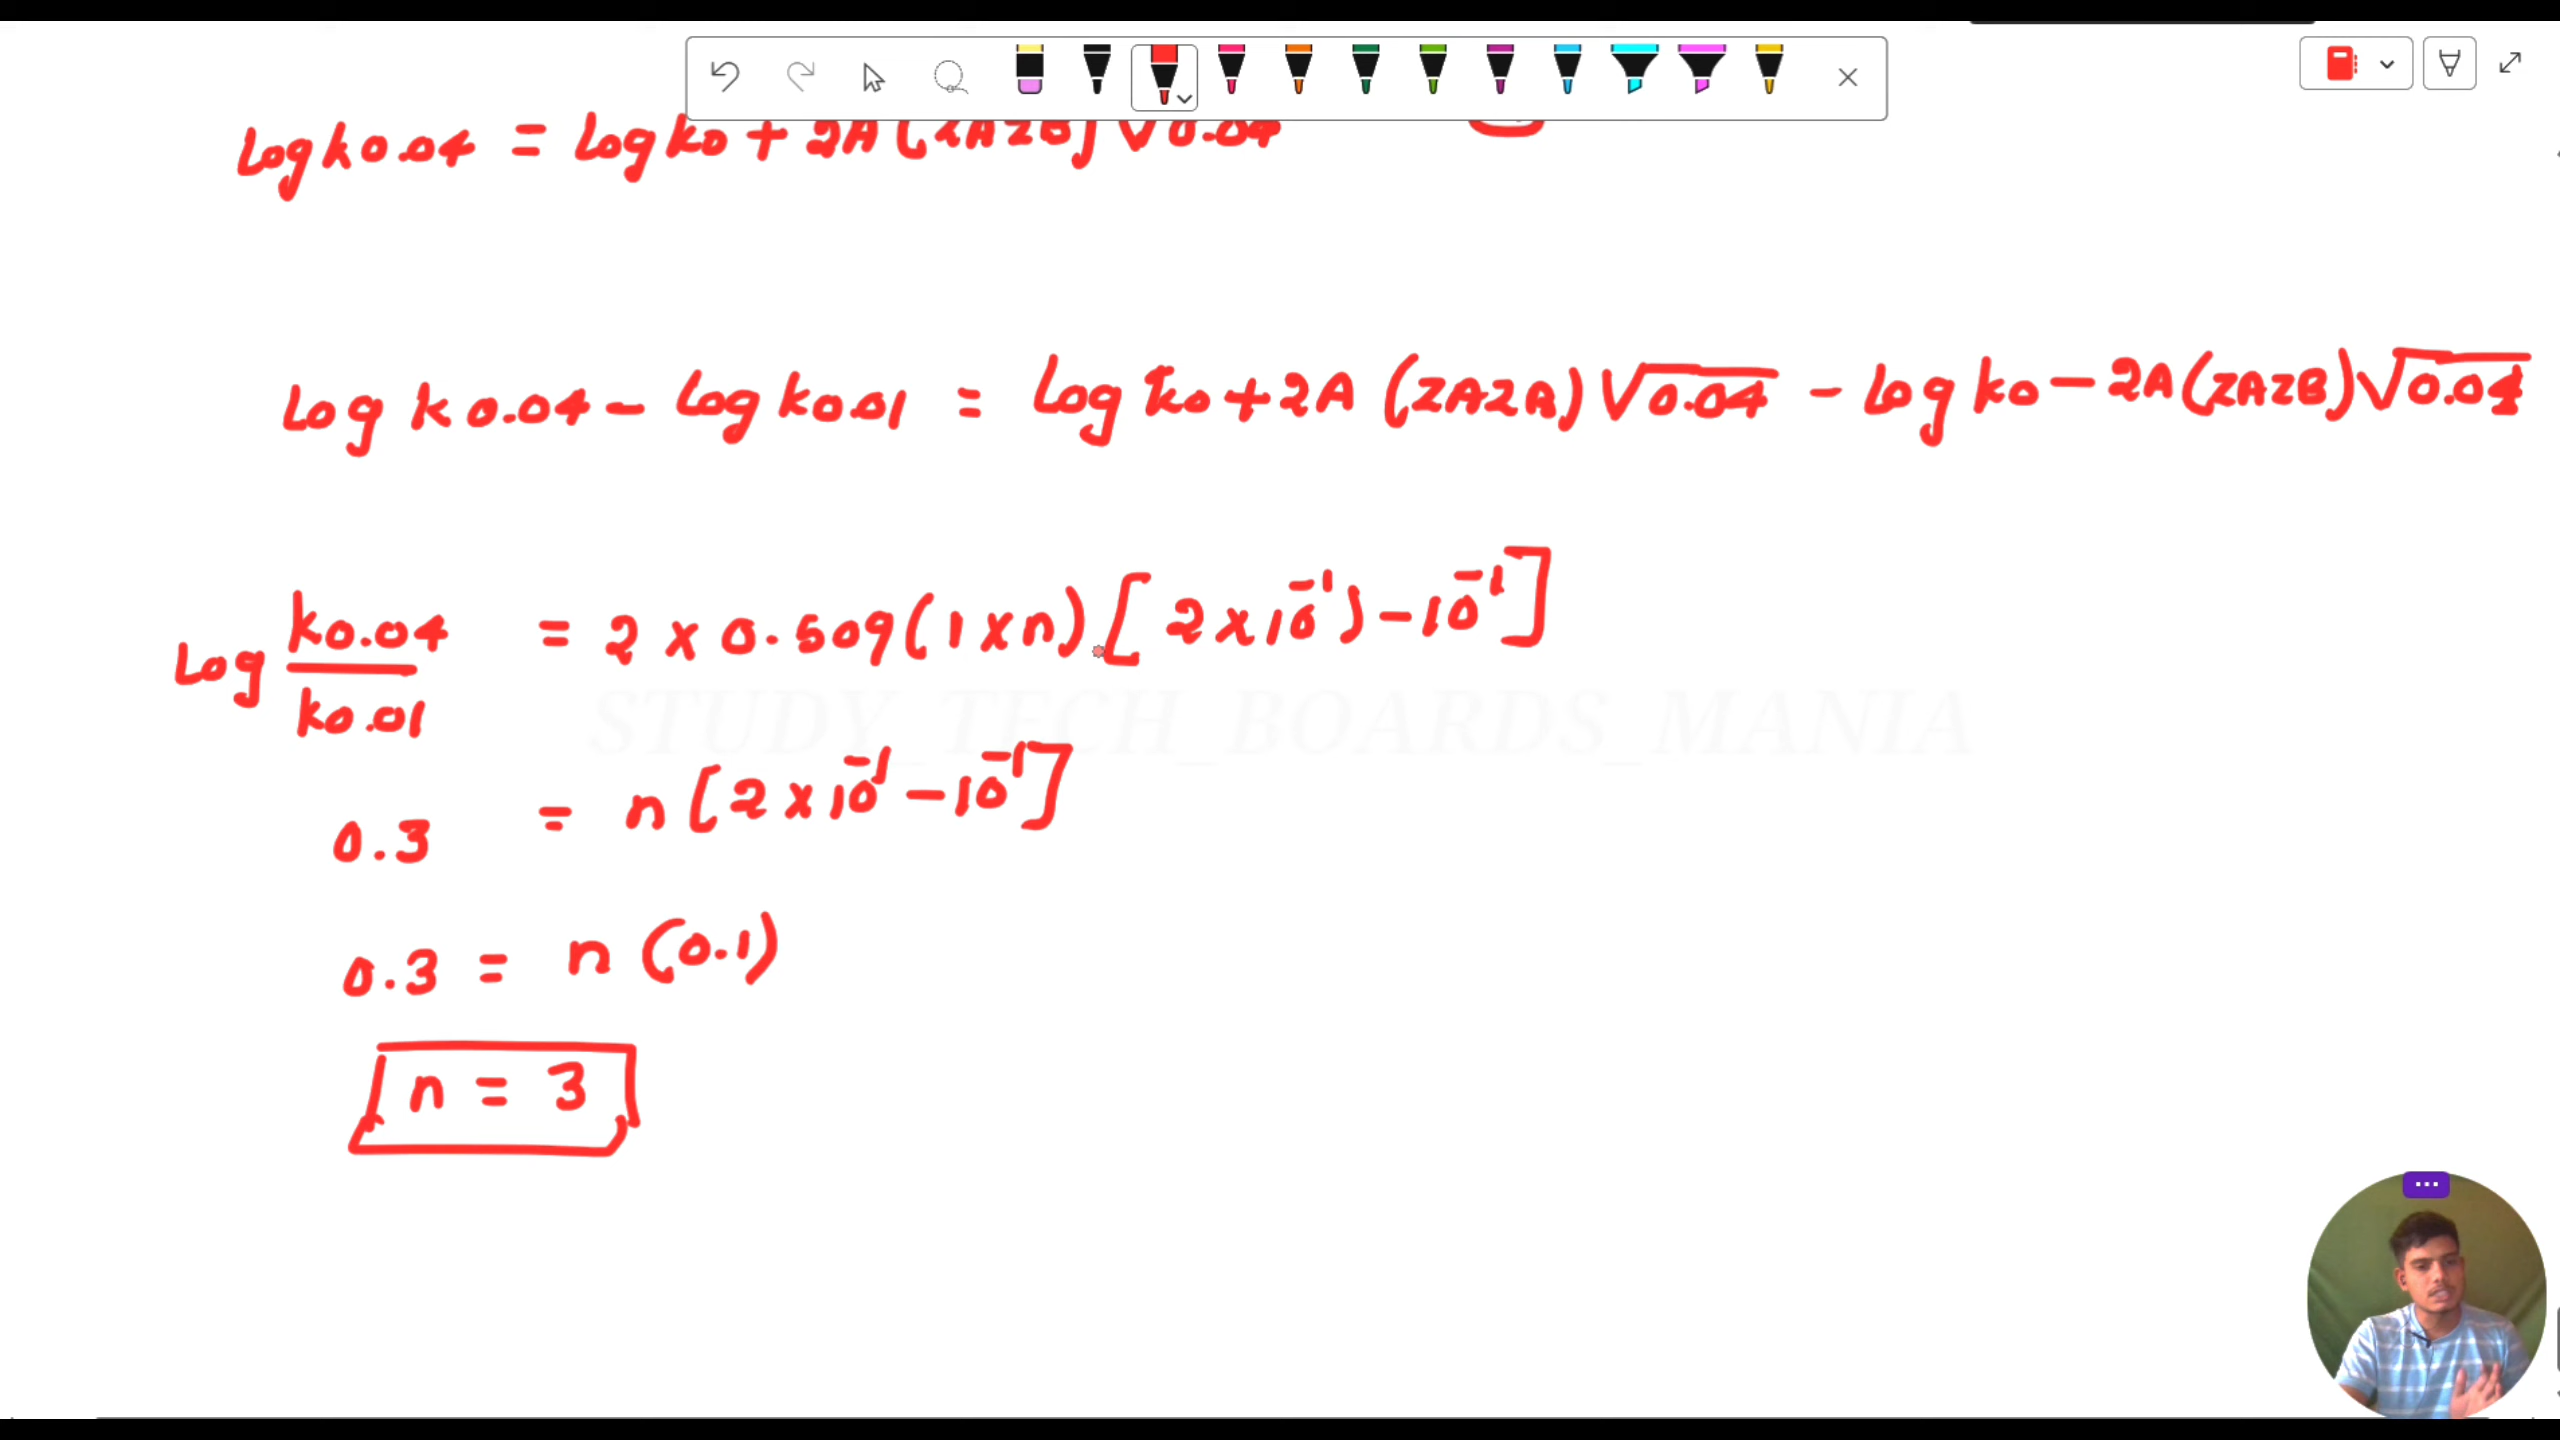 log k0.04 = log k0 + 2A (ZAZB) √0.04
log k0.04 - log k0.01 = log k0 + 2A (ZAZB) √0.04 - log k0 - 2A (ZAZB) √0.04
log k0.04 / k0.01 = 2 x 0.509 (1 x n) [2 x 10⁻¹) - 10⁻¹]
STUDY_TECH_BOARDS_MANIA
0.3 = n [2 x 10⁻¹ - 10⁻¹]
0.3 = n (0.1)
n = 3